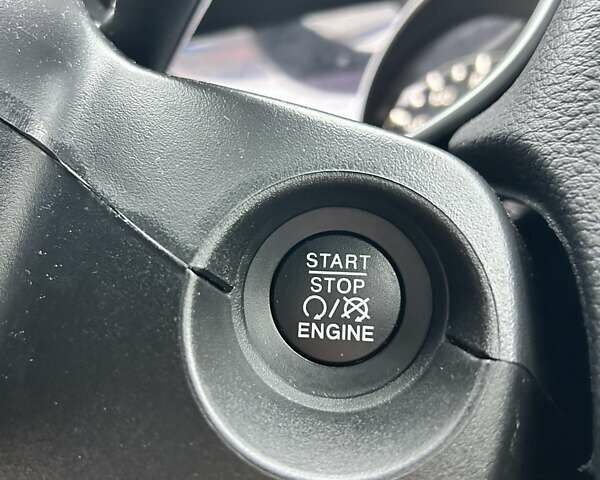 START
STOP
/
ENGINE